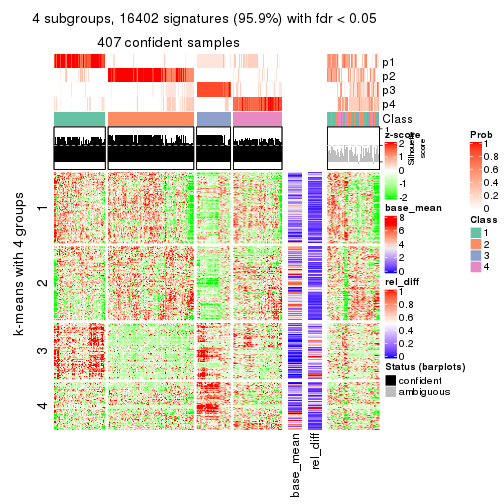 4 subgroups, 16402 signatures (95.9%) with fdr < 0.05
407 confident samples
p1
p2
p3
p4
Class
1
Silhouette
score
k-means with 4 groups
1
2
3
4
base_mean
rel_diff
z-score
2
1
0
-1
-2
base_mean
8
6
4
2
0
rel_diff
1
0.8
0.6
0.4
0.2
0
Status (barplots)
confident
ambiguous
Prob
1
0.8
0.6
0.4
0.2
0
Class
1
2
3
4